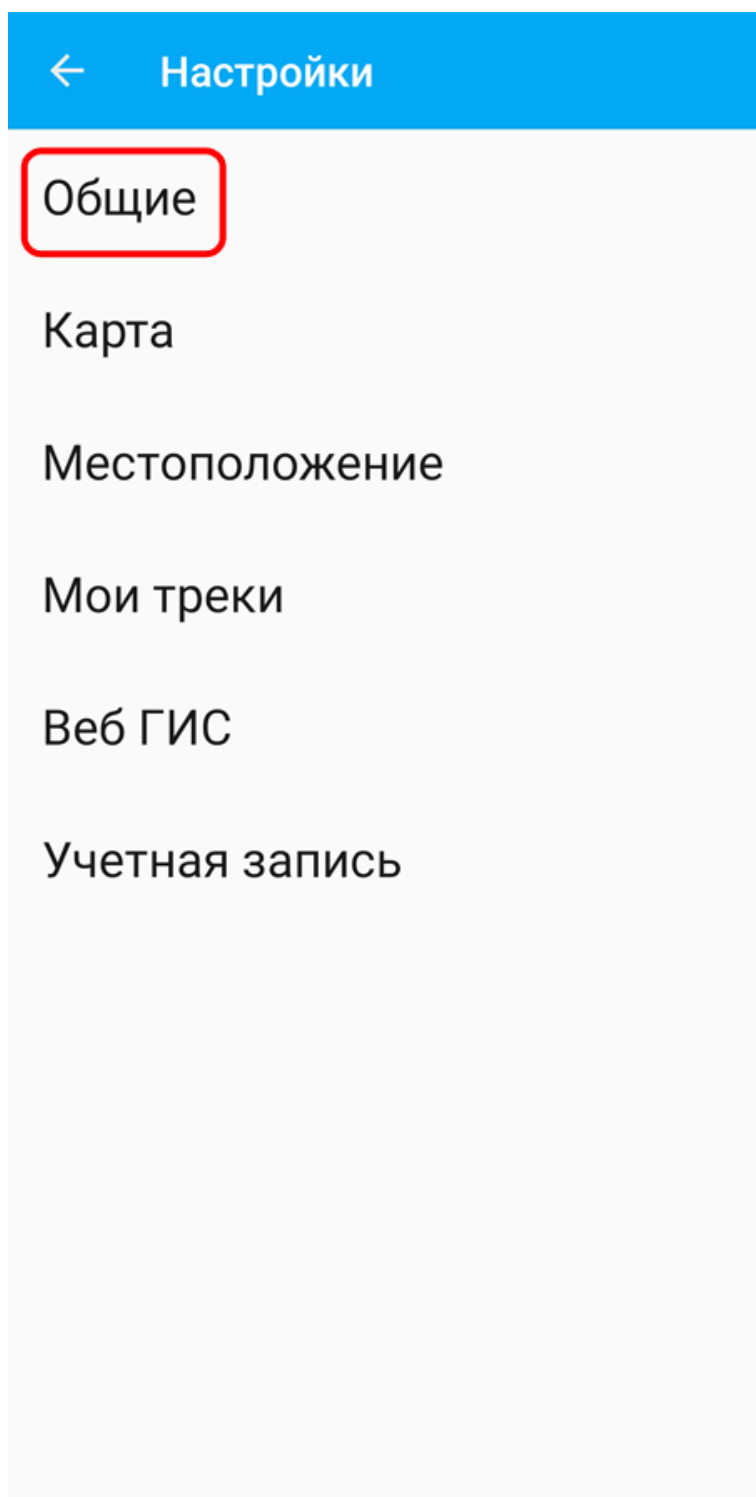 Настройки
Общие
Карта
Местоположение
Мои треки
Веб ГИС
Учетная запись